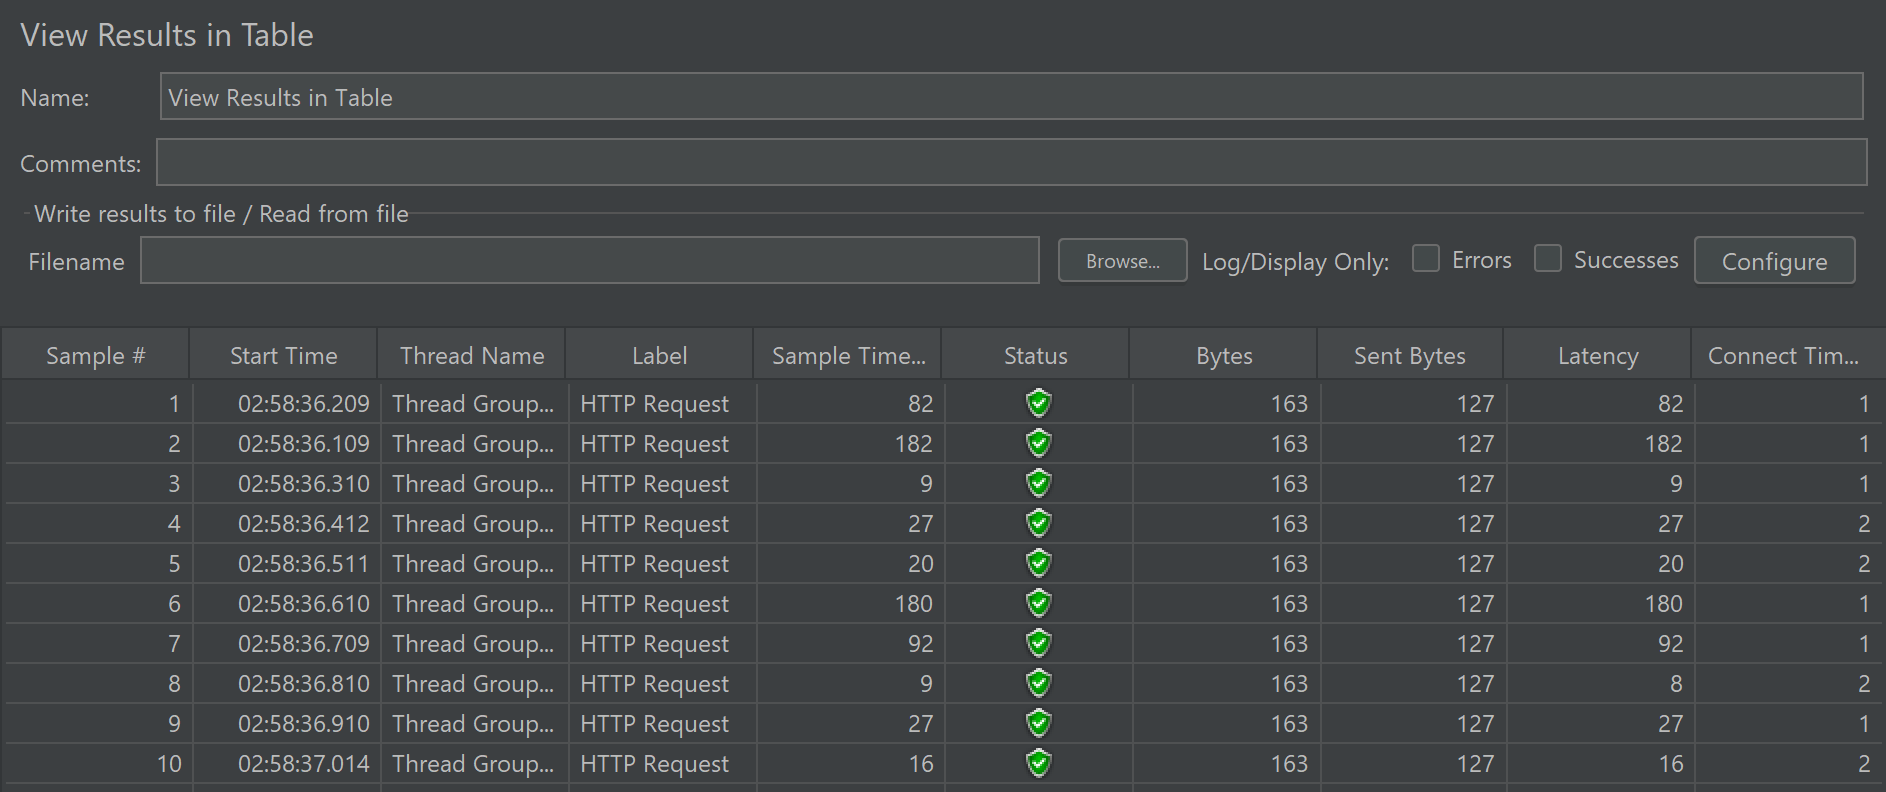 View Results in Table
Name: View Results in Table
Comments:
Write results to file / Read from file
Filename Browse... Log/Display Only: Errors Successes Configure
Sample # Start Time Thread Name Label Sample Time... Status Bytes Sent Bytes Latency Connect Tim...
1 02:58:36.209 Thread Group... HTTP Request 82 163 127 82 1
2 02:58:36.109 Thread Group... HTTP Request 182 163 127 182 1
3 02:58:36.310 Thread Group... HTTP Request 9 163 127 9 1
4 02:58:36.412 Thread Group... HTTP Request 27 163 127 27 2
5 02:58:36.511 Thread Group... HTTP Request 20 163 127 20 2
6 02:58:36.610 Thread Group... HTTP Request 180 163 127 180 1
7 02:58:36.709 Thread Group... HTTP Request 92 163 127 92 1
8 02:58:36.810 Thread Group... HTTP Request 9 163 127 8 2
9 02:58:36.910 Thread Group... HTTP Request 27 163 127 27 1
10 02:58:37.014 Thread Group... HTTP Request 16 163 127 16 2